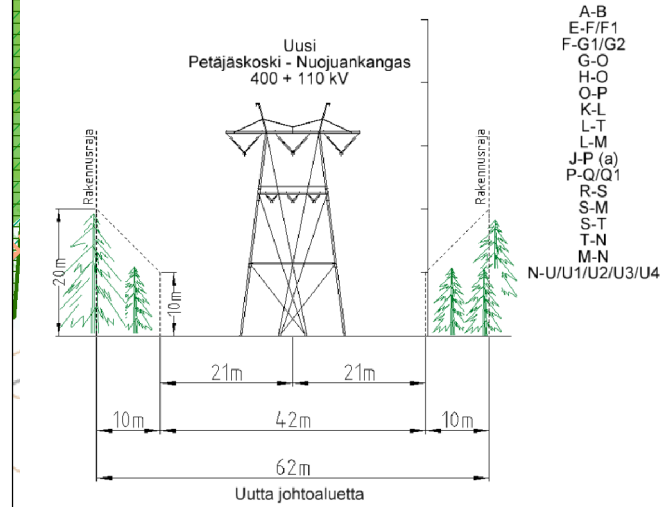 Uusi
Petäjäskoski - Nuojuankangas
400 + 110 kV
Rakennusraja
Rakennusraja
20m
10m
21m
21m
10m
42m
10m
62m
Uutta johtoaluetta
A-B
E-F/F1
F-G1/G2
G-O
H-O
O-P
K-L
L-T
L-M
J-P (a)
P-Q/Q1
R-S
S-M
S-T
T-N
M-N
N-U/U1/U2/U3/U4